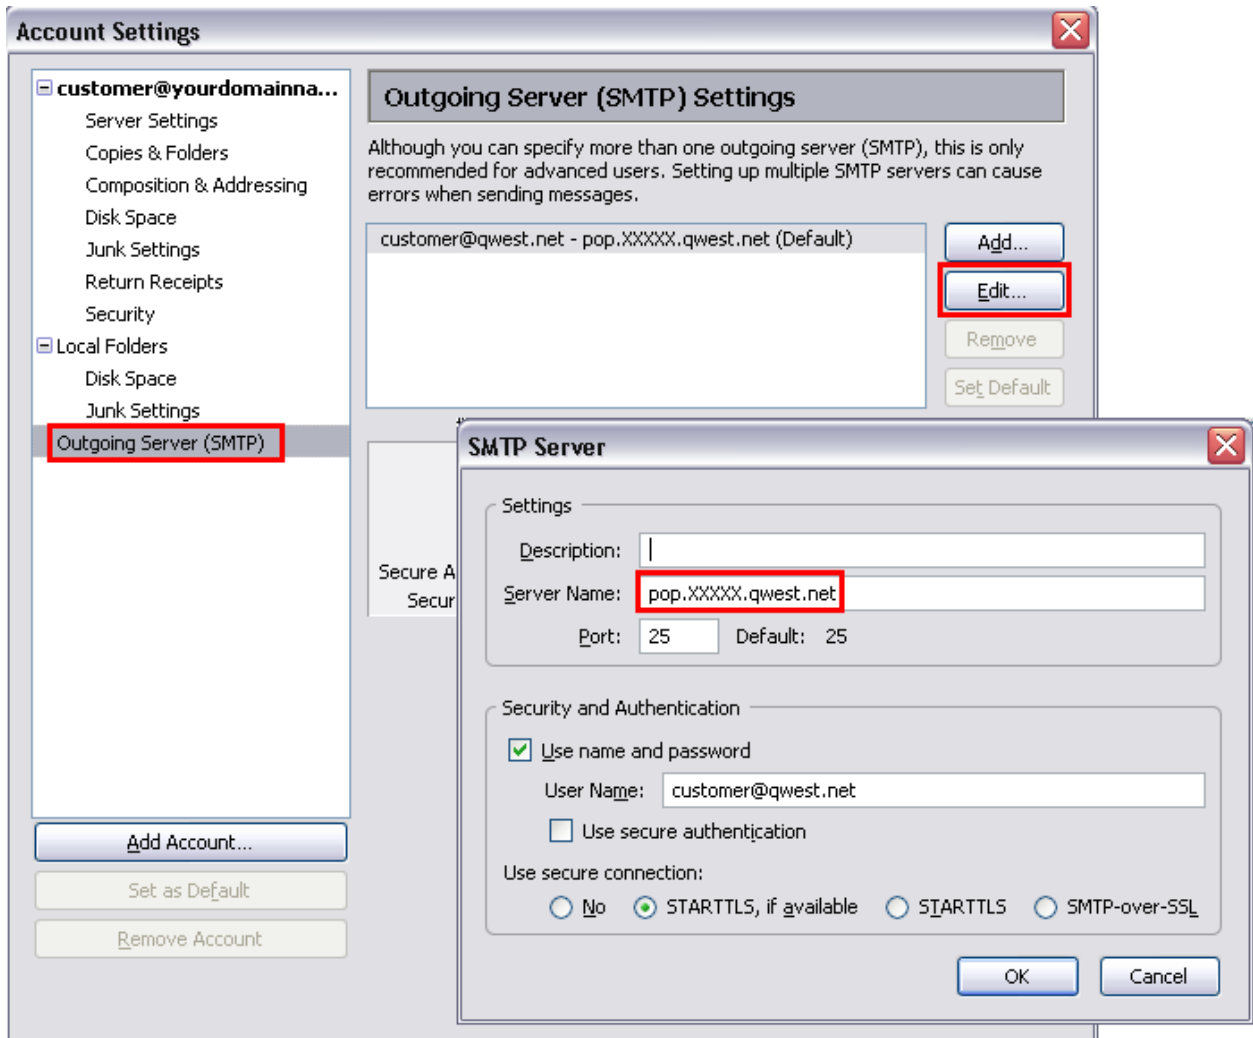 Account Settings
customer@yourdomainna...
Server Settings
Copies & Folders
Composition & Addressing
Disk Space
Junk Settings
Return Receipts
Security
Local Folders
Disk Space
Junk Settings
Outgoing Server (SMTP)
Add Account...
Set as Default
Remove Account
Outgoing Server (SMTP) Settings
Although you can specify more than one outgoing server (SMTP), this is only
recommended for advanced users. Setting up multiple SMTP servers can cause
errors when sending messages.
customer@qwest.net - pop.XXXXX.qwest.net (Default)
Add...
Edit...
Remove
Set Default
Secure A
Secur
SMTP Server
Settings
Description:
Server Name: pop.XXXXX.qwest.net
Port: 25 Default: 25
Security and Authentication
Use name and password
User Name: customer@qwest.net
Use secure authentication
Use secure connection:
No STARTTLS, if available STARTTLS SMTP-over-SSL
OK Cancel